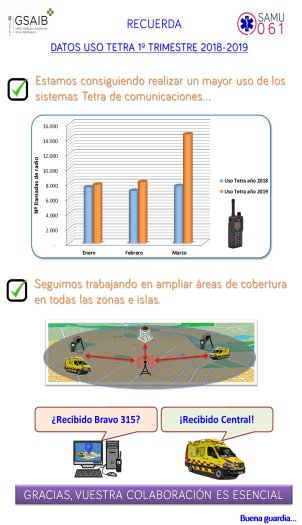 GSAIB
RECUERDA
SAMU
061
DATOS USO TETRA 1º TRIMESTRE 2018-2019
Estamos consiguiendo realizar un mayor uso de los
sistemas Tetra de comunicaciones...
16.000
14.000
12.000
10.000
8.000
6.000
4.000
2.000
-
Nº llamadas de radio
Enero
Febrero
Marzo
Uso Tetra año 2018
Uso Tetra año 2019
Seguimos trabajando en ampliar áreas de cobertura
en todas las zonas e islas.
¿Recibido Bravo 315?
¡Recibido Central!
GRACIAS, VUESTRA COLABORACIÓN ES ESENCIAL
Buena guardia...